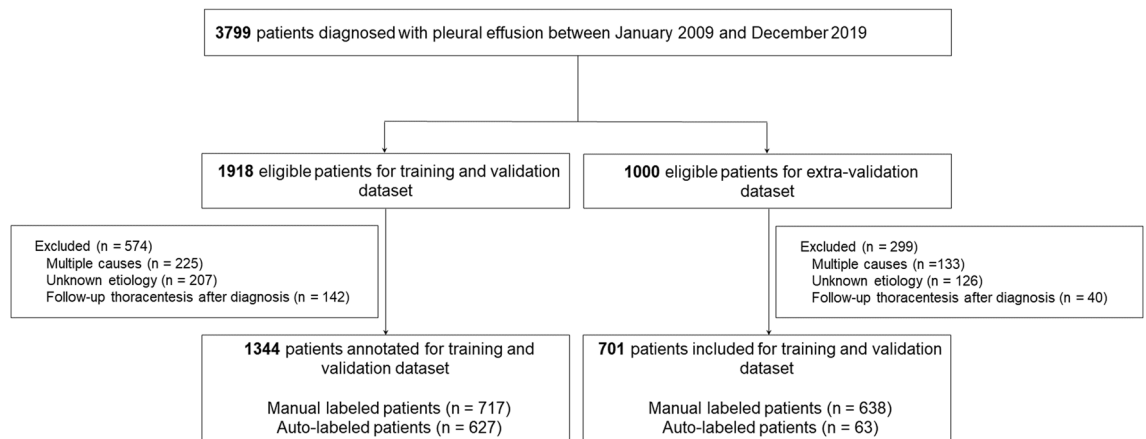 3799 patients diagnosed with pleural effusion between January 2009 and December 2019
1918 eligible patients for training and validation
dataset
1000 eligible patients for extra-validation
dataset
Excluded (n = 574)
Multiple causes (n = 225)
Unknown etiology (n = 207)
Follow-up thoracentesis after diagnosis (n = 142)
Excluded (n = 299)
Multiple causes (n =133)
Unknown etiology (n = 126)
Follow-up thoracentesis after diagnosis (n = 40)
1344 patients annotated for training and
validation dataset
Manual labeled patients (n = 717)
Auto-labeled patients (n = 627)
701 patients included for training and validation
dataset
Manual labeled patients (n = 638)
Auto-labeled patients (n = 63)